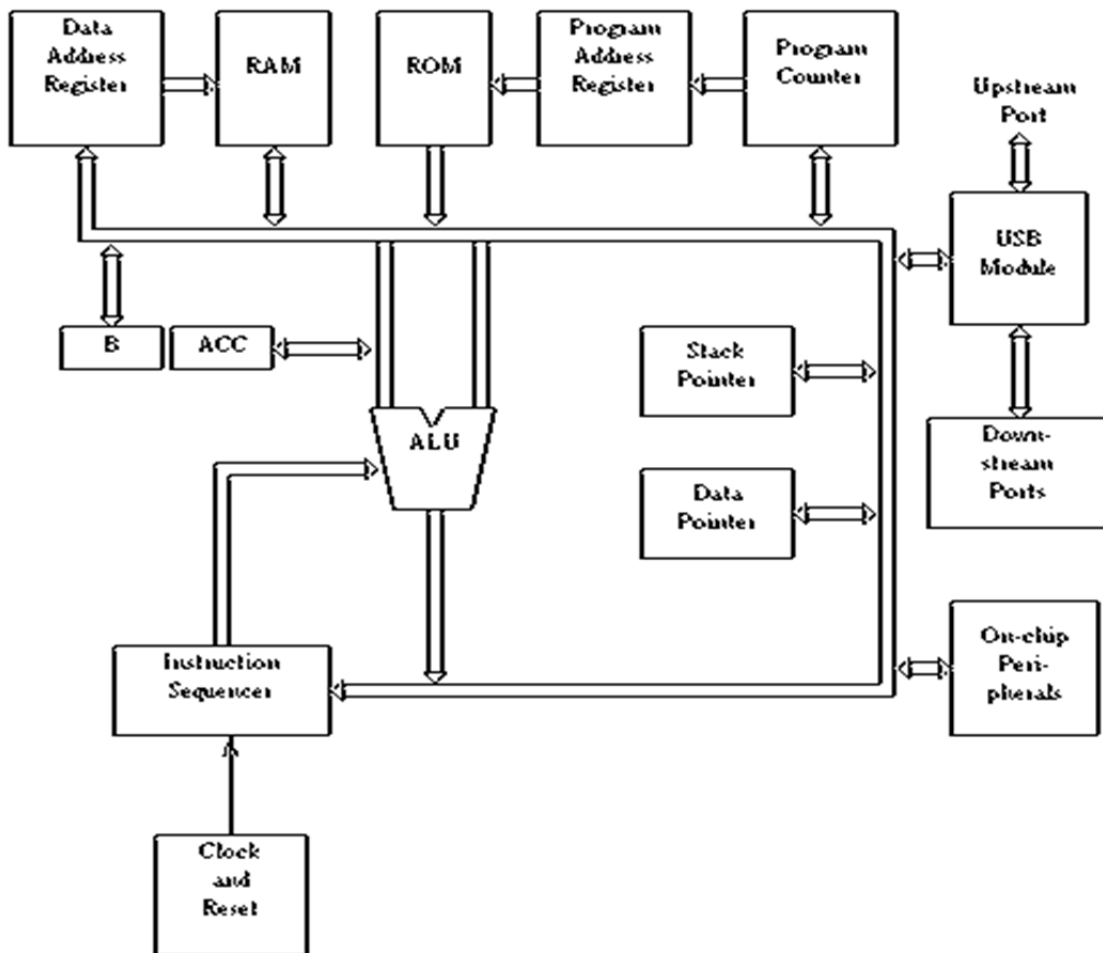 Data
Address
Register
RAM
ROM
Program
Address
Register
Program
Counter
Upstream
Port
USB
Module
B
ACC
Stack
Pointer
ALU
Down-
stream
Ports
Data
Pointer
Instruction
Sequencer
On-chip
Peri-
pherals
Clock
and
Reset